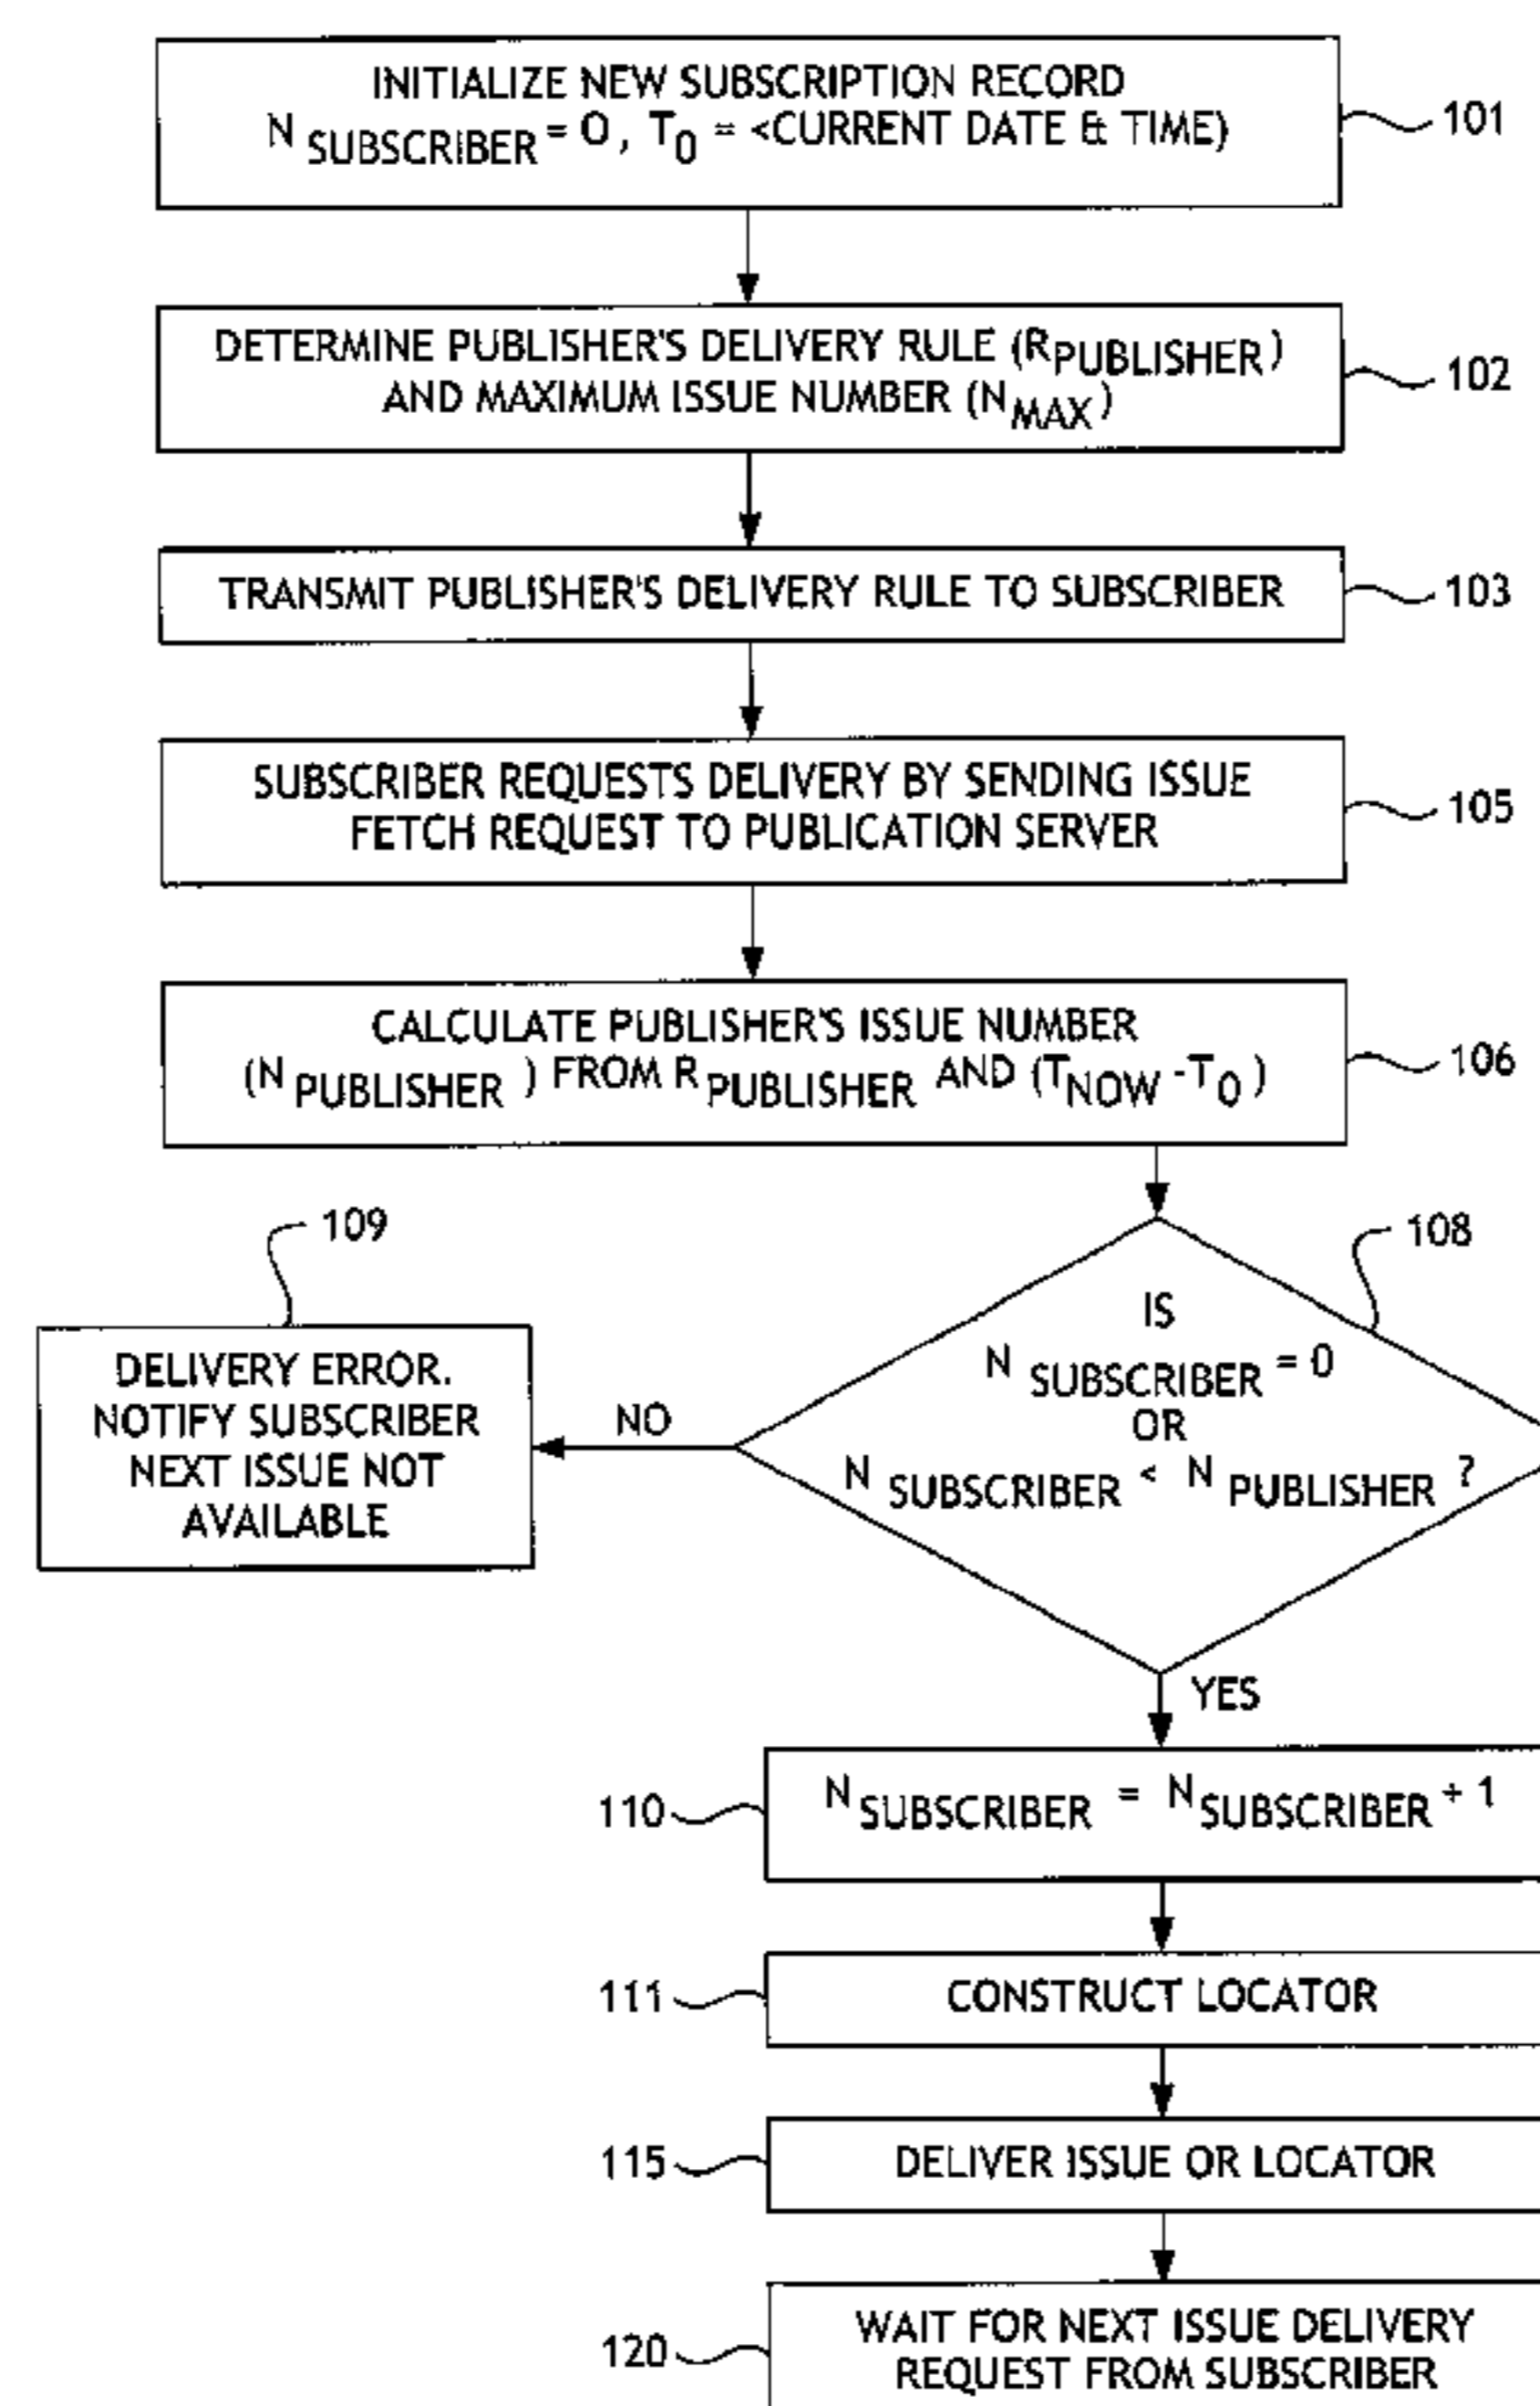 INITIALIZE NEW SUBSCRIPTION RECORD
N SUBSCRIBER = 0, T0 = <CURRENT DATE & TIME)
101
DETERMINE PUBLISHER'S DELIVERY RULE (RPUBLISHER)
AND MAXIMUM ISSUE NUMBER (NMAX)
102
TRANSMIT PUBLISHER'S DELIVERY RULE TO SUBSCRIBER
103
SUBSCRIBER REQUESTS DELIVERY BY SENDING ISSUE
FETCH REQUEST TO PUBLICATION SERVER
105
CALCULATE PUBLISHER'S ISSUE NUMBER
(N PUBLISHER ) FROM R PUBLISHER AND (TNOW -T0 )
106
109
DELIVERY ERROR.
NOTIFY SUBSCRIBER
NEXT ISSUE NOT
AVAILABLE
NO
108
IS
N SUBSCRIBER = 0
OR
N SUBSCRIBER < N PUBLISHER ?
YES
110
N SUBSCRIBER = N SUBSCRIBER + 1
111
CONSTRUCT LOCATOR
115
DELIVER ISSUE OR LOCATOR
120
WAIT FOR NEXT ISSUE DELIVERY
REQUEST FROM SUBSCRIBER